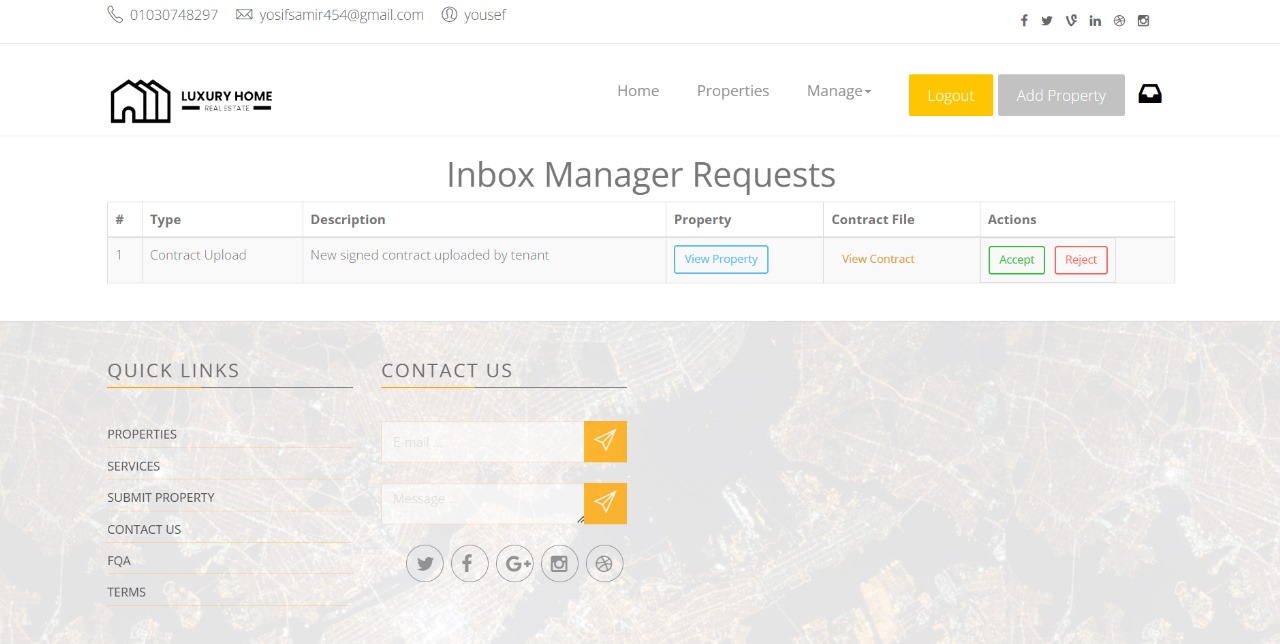 01030748297 yosifsamir454@gmail.com yousef
LUXURY HOME
REAL ESTATE
Home Properties Manage Logout Add Property
Inbox Manager Requests
# Type Description Property Contract File Actions
1 Contract Upload New signed contract uploaded by tenant View Property View Contract Accept Reject
QUICK LINKS
PROPERTIES
SERVICES
SUBMIT PROPERTY
CONTACT US
FQA
TERMS
CONTACT US
E-mail ...
Message ...